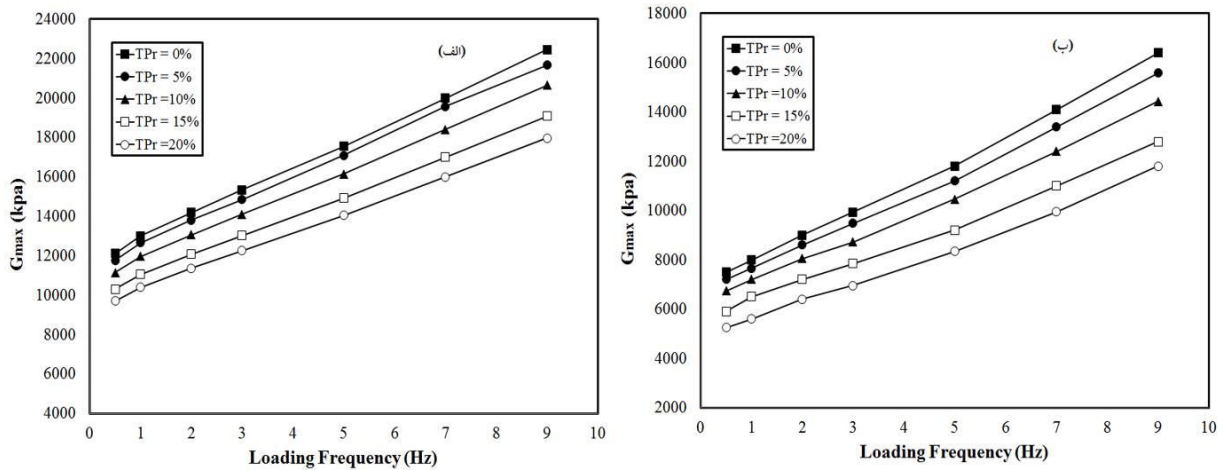 24000
22000
20000
18000
16000
14000
12000
10000
8000
6000
4000
Gmax (kpa)
TPr = 0%
TPr = 5%
TPr =10%
TPr = 15%
TPr =20%
(الف)
0 1 2 3 4 5 6 7 8 9 10
Loading Frequency (Hz)
18000
16000
14000
12000
10000
8000
6000
4000
2000
Gmax (kpa)
TPr = 0%
TPr = 5%
TPr =10%
TPr = 15%
TPr =20%
(ب)
0 1 2 3 4 5 6 7 8 9 10
Loading Frequency (Hz)